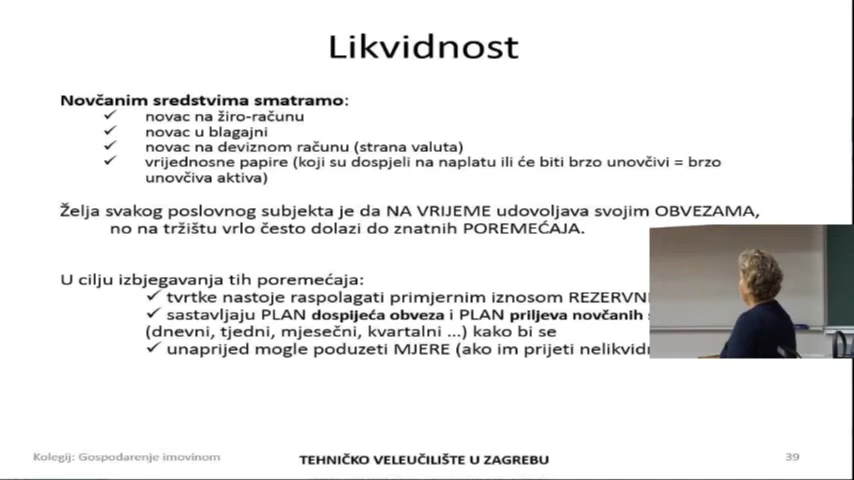 Likvidnost
Novčanim sredstvima smatramo:
✓ novac na žiro-računu
✓ novac u blagajni
✓ novac na deviznom računu (strana valuta)
✓ vrijednosne papire (koji su dospjeli na naplatu ili će biti brzo unovčivi = brzo
unovčiva aktiva)
Želja svakog poslovnog subjekta je da NA VRIJEME udovoljava svojim OBVEZAMA,
no na tržištu vrlo često dolazi do znatnih POREMEĆAJA.
U cilju izbjegavanja tih poremećaja:
✓ tvrtke nastoje raspolagati primjernim iznosom
✓ sastavljaju PLAN dospijeća obveza i PLAN priljeva novčanih
(dnevni, tjedni, mjesečni, kvartalni ...) kako bi se
✓ unaprijed mogle poduzeti MJERE (ako im prijeti
Kolegij: Gospodarenje imovinom
TEHNIČKO VELEUČILIŠTE U ZAGREBU
39